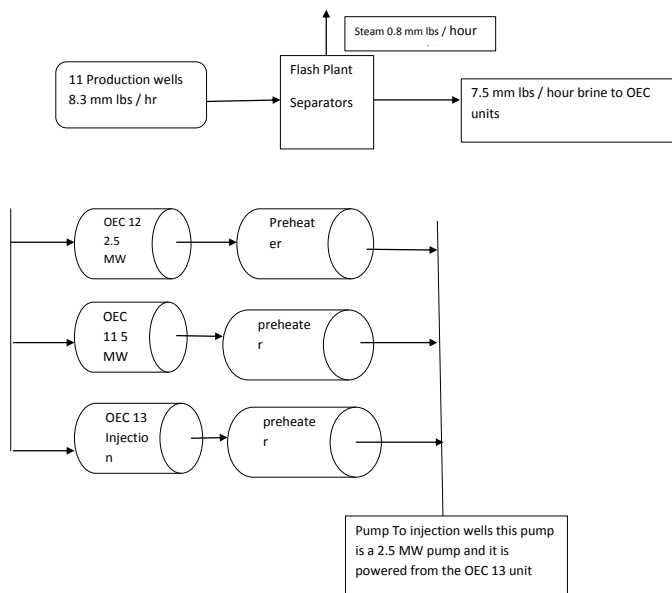 Steam 0.8 mm lbs / hour
11 Production wells
8.3 mm lbs / hr
Flash Plant
Separators
7.5 mm lbs / hour brine to OEC
units
OEC 12
2.5
MW
Preheat
er
OEC
11 5
MW
preheate
r
OEC 13
Injectio
n
preheate
r
Pump To injection wells this pump
is a 2.5 MW pump and it is
powered from the OEC 13 unit